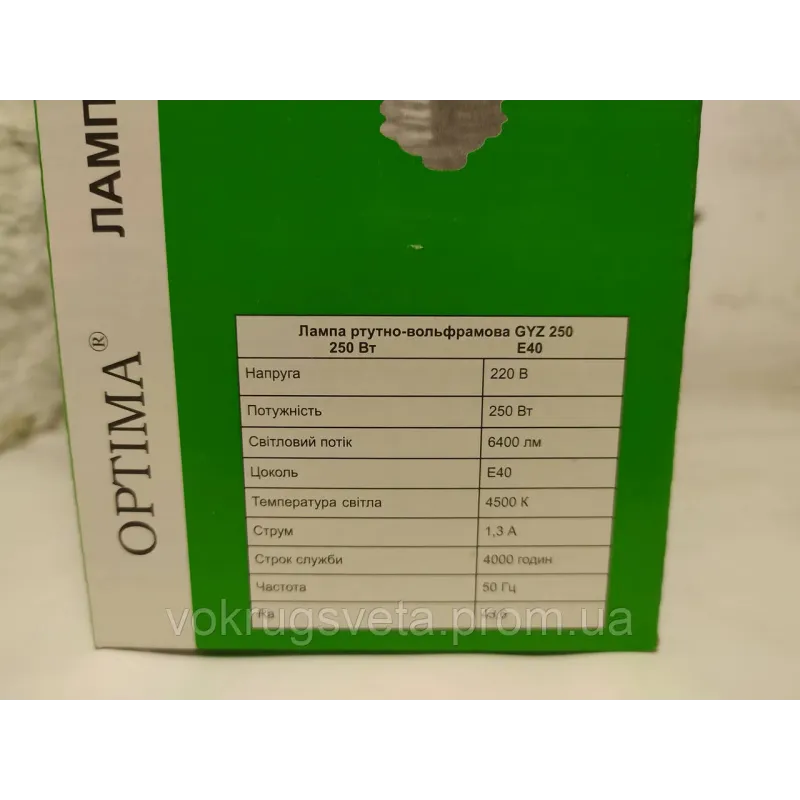 ЛАМП
OPTIMA®
Лампа ртутно-вольфрамова GYZ 250
250 Вт E40
Напруга 220 В
Потужність 250 Вт
Світловий потік 6400 лм
Цоколь E40
Температура світла 4500 К
Струм 1,3 А
Строк служби 4000 годин
Частота 50 Гц
vokrugsveta.prom.ua